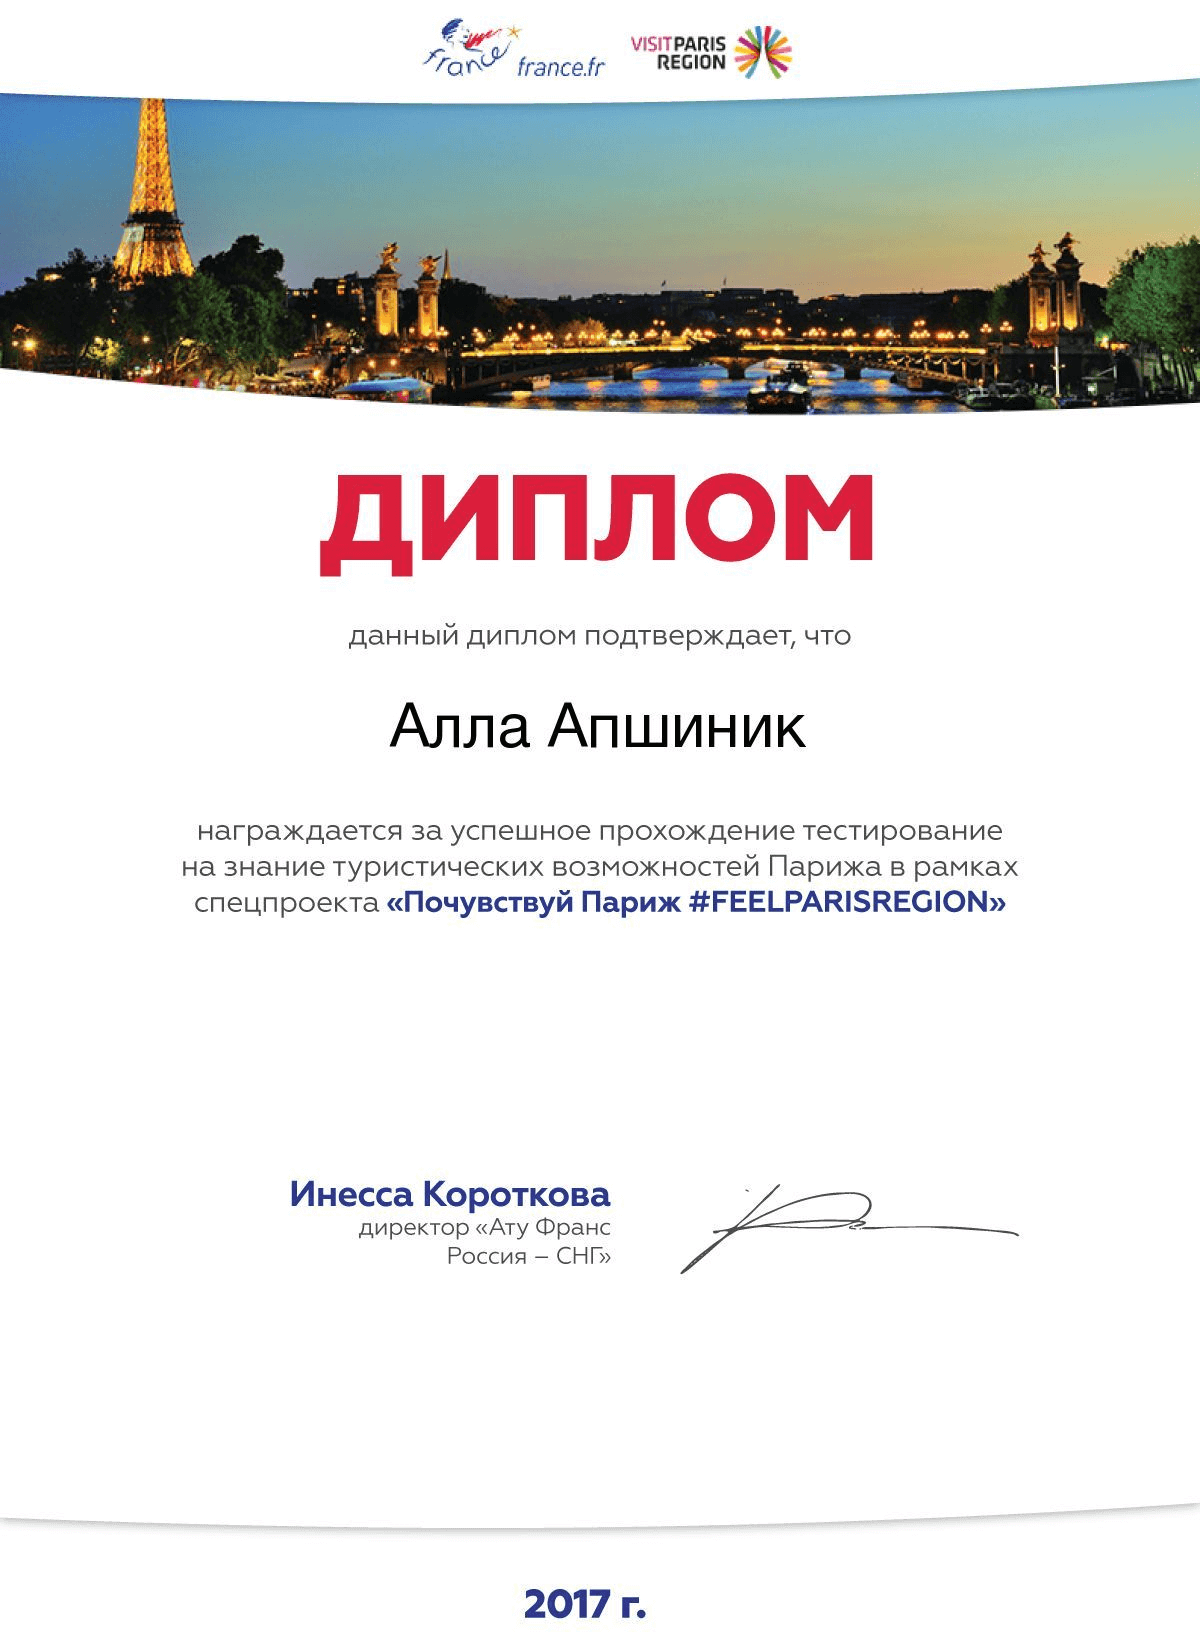 france france.fr
VISITPARIS
REGION
ДИПЛОМ
данный диплом подтверждает, что
Алла Апшиник
награждается за успешное прохождение тестирование
на знание туристических возможностей Парижа в рамках
спецпроекта «Почувствуй Париж #FEELPARISREGION»
Инесса Короткова
директор «Ату Франс
Россия – СНГ»
2017 г.